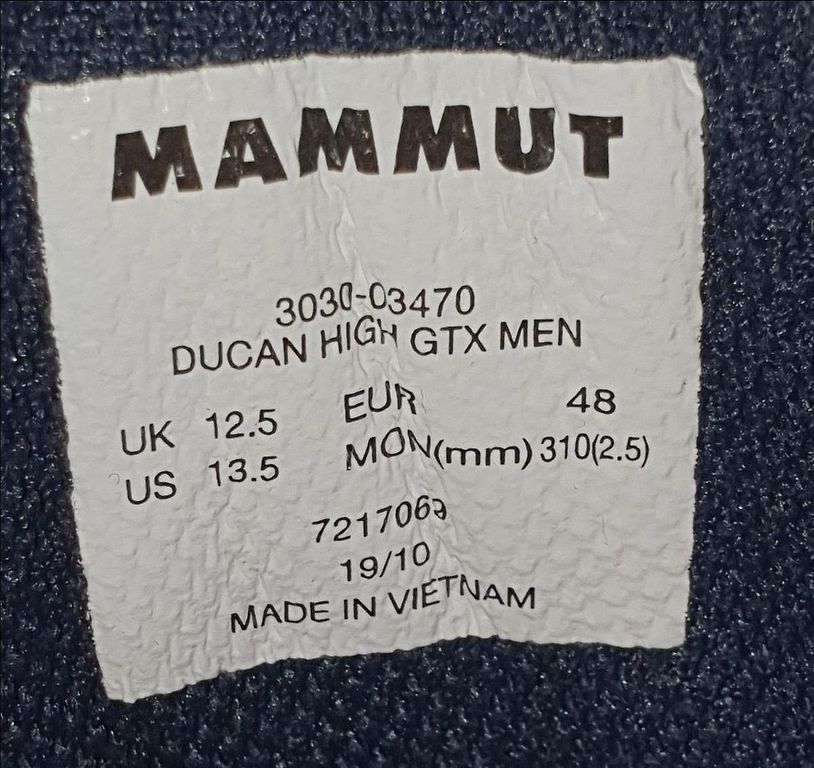 MAMMUT
3030-03470
DUCAN HIGH GTX MEN
UK 12.5 EUR 48
US 13.5 MON(mm) 310(2.5)
19/10
MADE IN VIETNAM